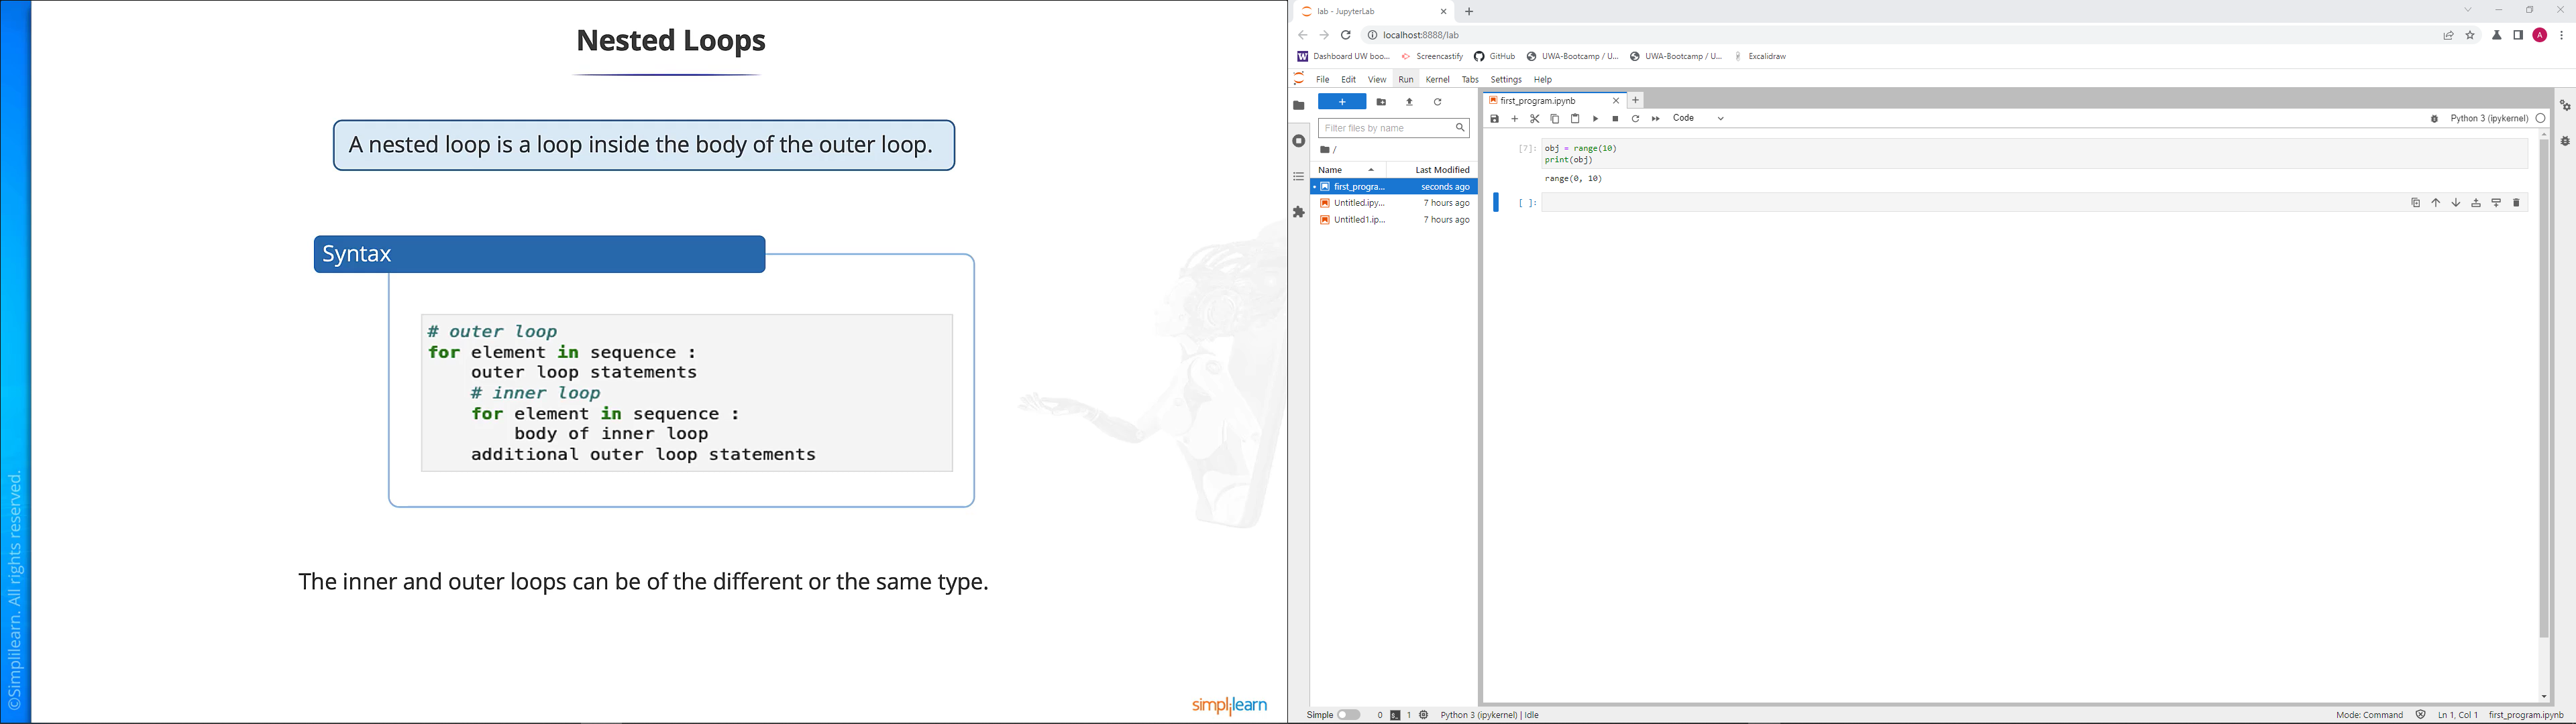 Nested Loops
A nested loop is a loop inside the body of the outer loop.
Syntax
# outer loop
for element in sequence :
    outer loop statements
    # inner loop
    for element in sequence :
        body of inner loop
    additional outer loop statements
The inner and outer loops can be of the different or the same type.
©Simplilearn. All rights reserved.
simplilearn
lab - JupyterLab
localhost:8888/lab
A
W Dashboard UW boo... Screencastify GitHub UWA-Bootcamp / U... UWA-Bootcamp / U... Excalidraw
File Edit View Run Kernel Tabs Settings Help
+
Filter files by name
/
Name Last Modified
first_progra... seconds ago
Untitled.ipy... 7 hours ago
Untitled1.ip... 7 hours ago
first_program.ipynb
Code
Python 3 (ipykernel)
[7]: obj = range(10)
print(obj)
range(0, 10)
[ ]:
Simple 0 1 Python 3 (ipykernel) | Idle
Mode: Command Ln 1, Col 1 first_program.ipynb